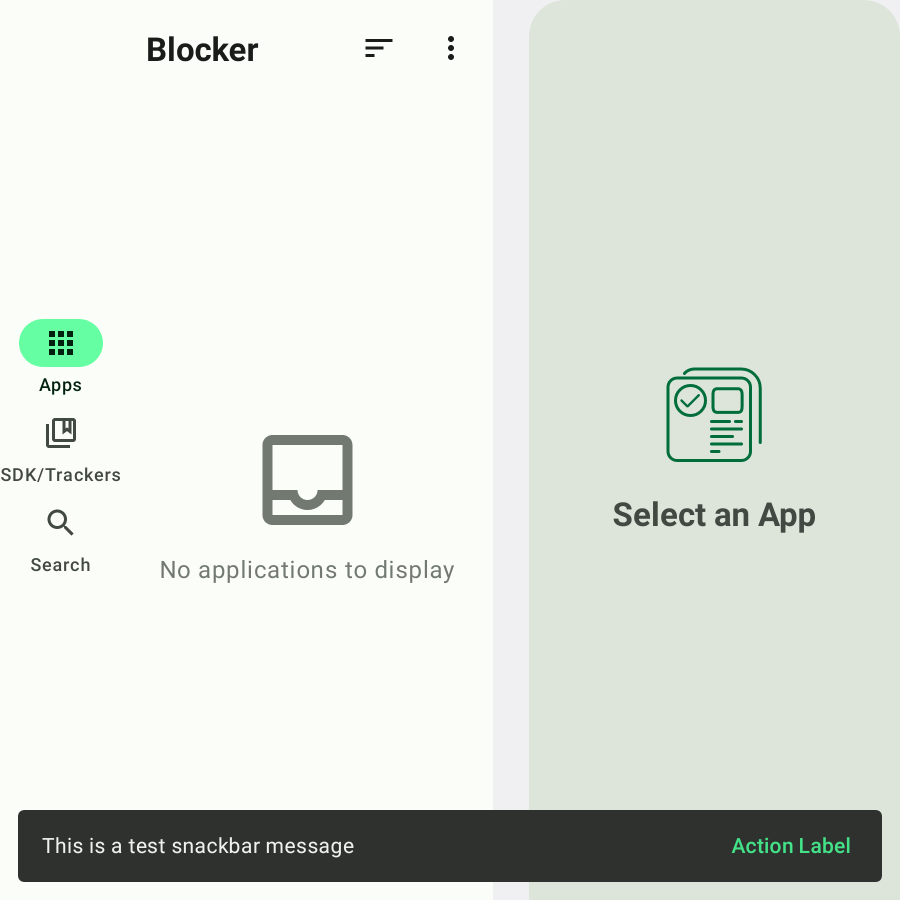 Blocker
Apps
SDK/Trackers
Search
No applications to display
Select an App
This is a test snackbar message
Action Label